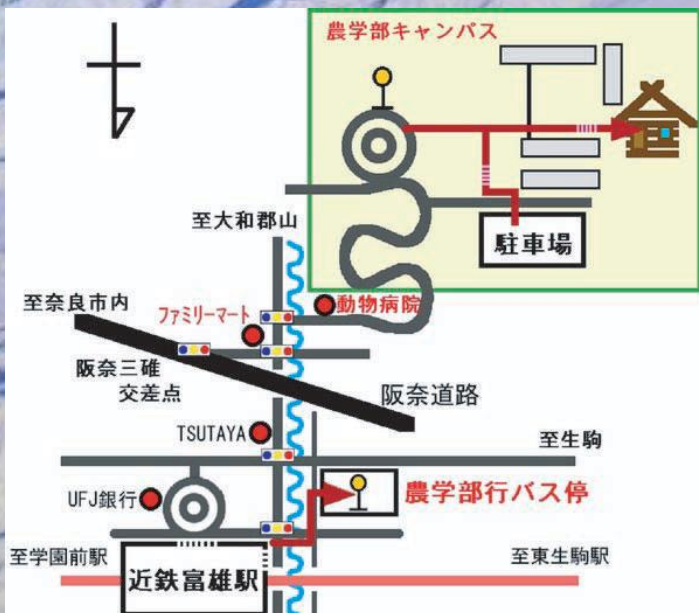 農学部キャンパス
駐車場
至大和郡山
至奈良市内
ファミリーマート
動物病院
阪奈三碓
交差点
阪奈道路
TSUTAYA
至生駒
UFJ銀行
農学部行バス停
至学園前駅
近鉄富雄駅
至東生駒駅